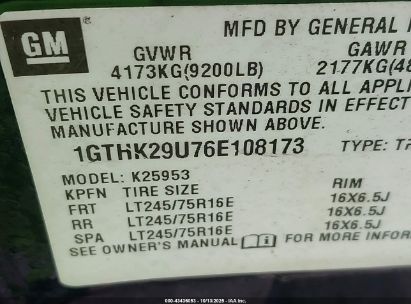 GM
MFD BY GENERAL
GVWR GAWR
4173KG(9200LB) 2177KG(48
THIS VEHICLE CONFORMS TO ALL APPLI
VEHICLE SAFETY STANDARDS IN EFFECT
MANUFACTURE SHOWN ABOVE.
1GTHK29U76E108173 TYPE:
MODEL: K25953
KPFN TIRE SIZE RIM
FRT LT245/75R16E 16X6.5J
RR LT245/75R16E 16X6.5J
SPA LT245/75R16E 16X6.5J
SEE OWNER'S MANUAL FOR MORE INFOR